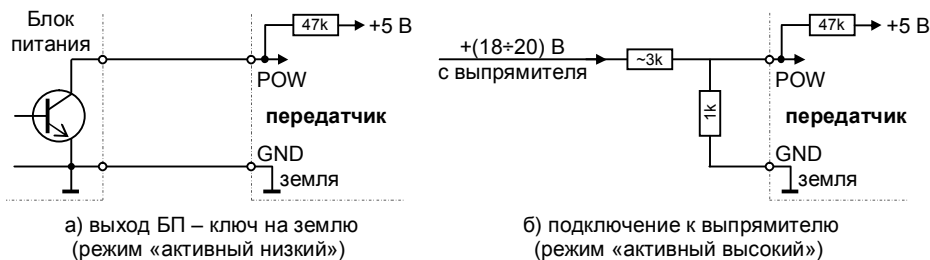 Блок
питания
47k
+5 В
POW
передатчик
GND
земля
а) выход БП – ключ на землю
(режим «активный низкий»)
+(18÷20) В
с выпрямителя
~3k
1k
47k
+5 В
POW
передатчик
GND
земля
б) подключение к выпрямителю
(режим «активный высокий»)